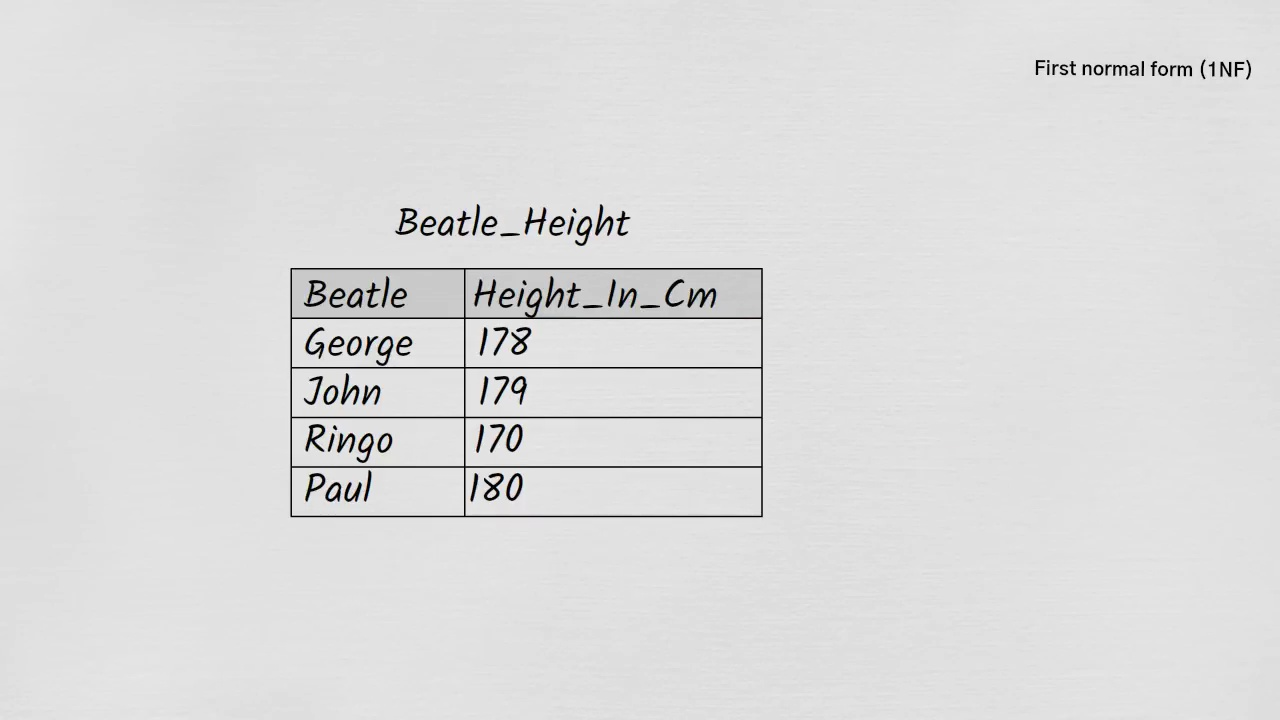 First normal form (1NF)
Beatle_Height
Beatle Height_In_Cm
George 178
John 179
Ringo 170
Paul 180